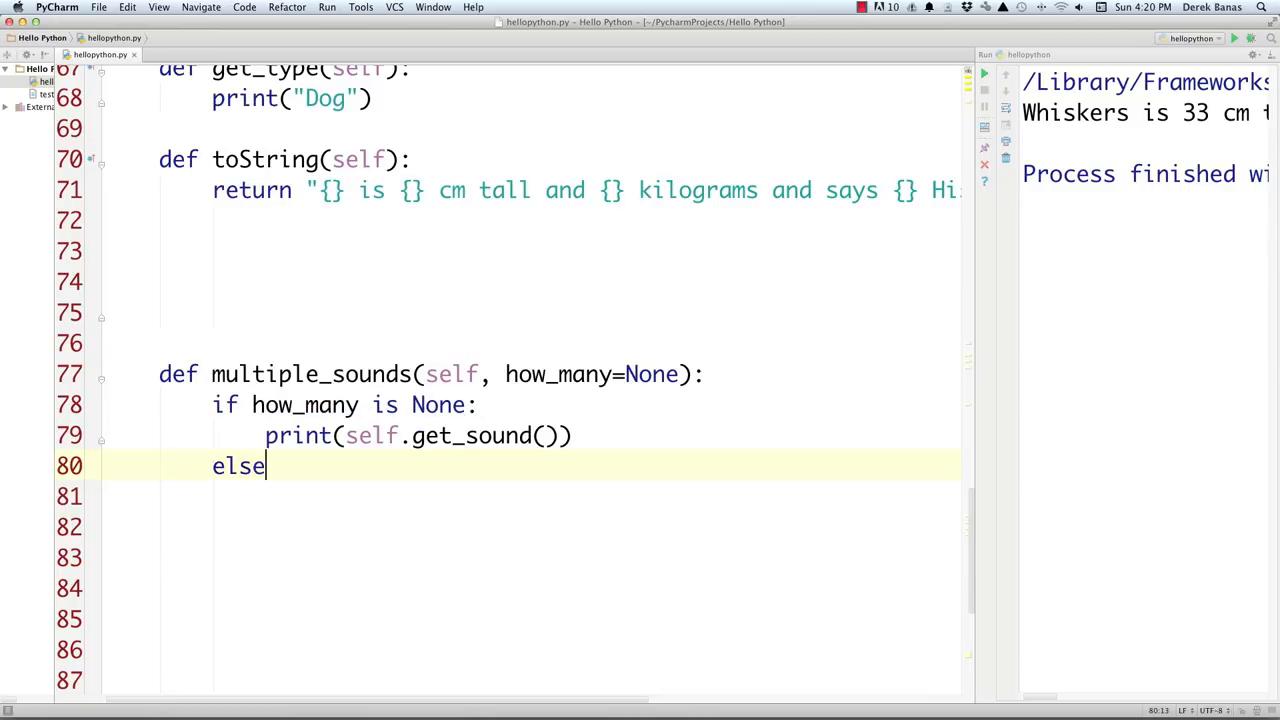 PyCharm File Edit View Navigate Code Refactor Run Tools VCS Window Help 10 Sun 4:20 PM Derek Banas
hellopython.py - Hello Python - [~/PycharmProjects/Hello Python]
Hello Python hellopython.py hellopython
hellopython.py Run hellopython
Hello P
hell
test
Externa
67 def get_type(self):
68 print("Dog")
69
70 def toString(self):
71 return "{} is {} cm tall and {} kilograms and says {} Hi
72
73
74
75
76
77 def multiple_sounds(self, how_many=None):
78 if how_many is None:
79 print(self.get_sound())
80 else
81
82
83
84
85
86
87
/Library/Frameworks
Whiskers is 33 cm t
Process finished wi
80:13 LF UTF-8